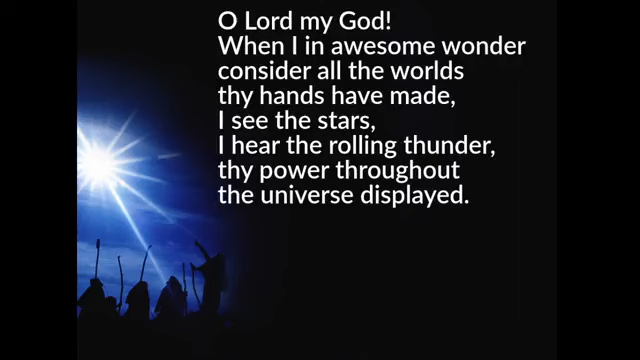 O Lord my God!
When I in awesome wonder
consider all the worlds
thy hands have made,
I see the stars,
I hear the rolling thunder,
thy power throughout
the universe displayed.